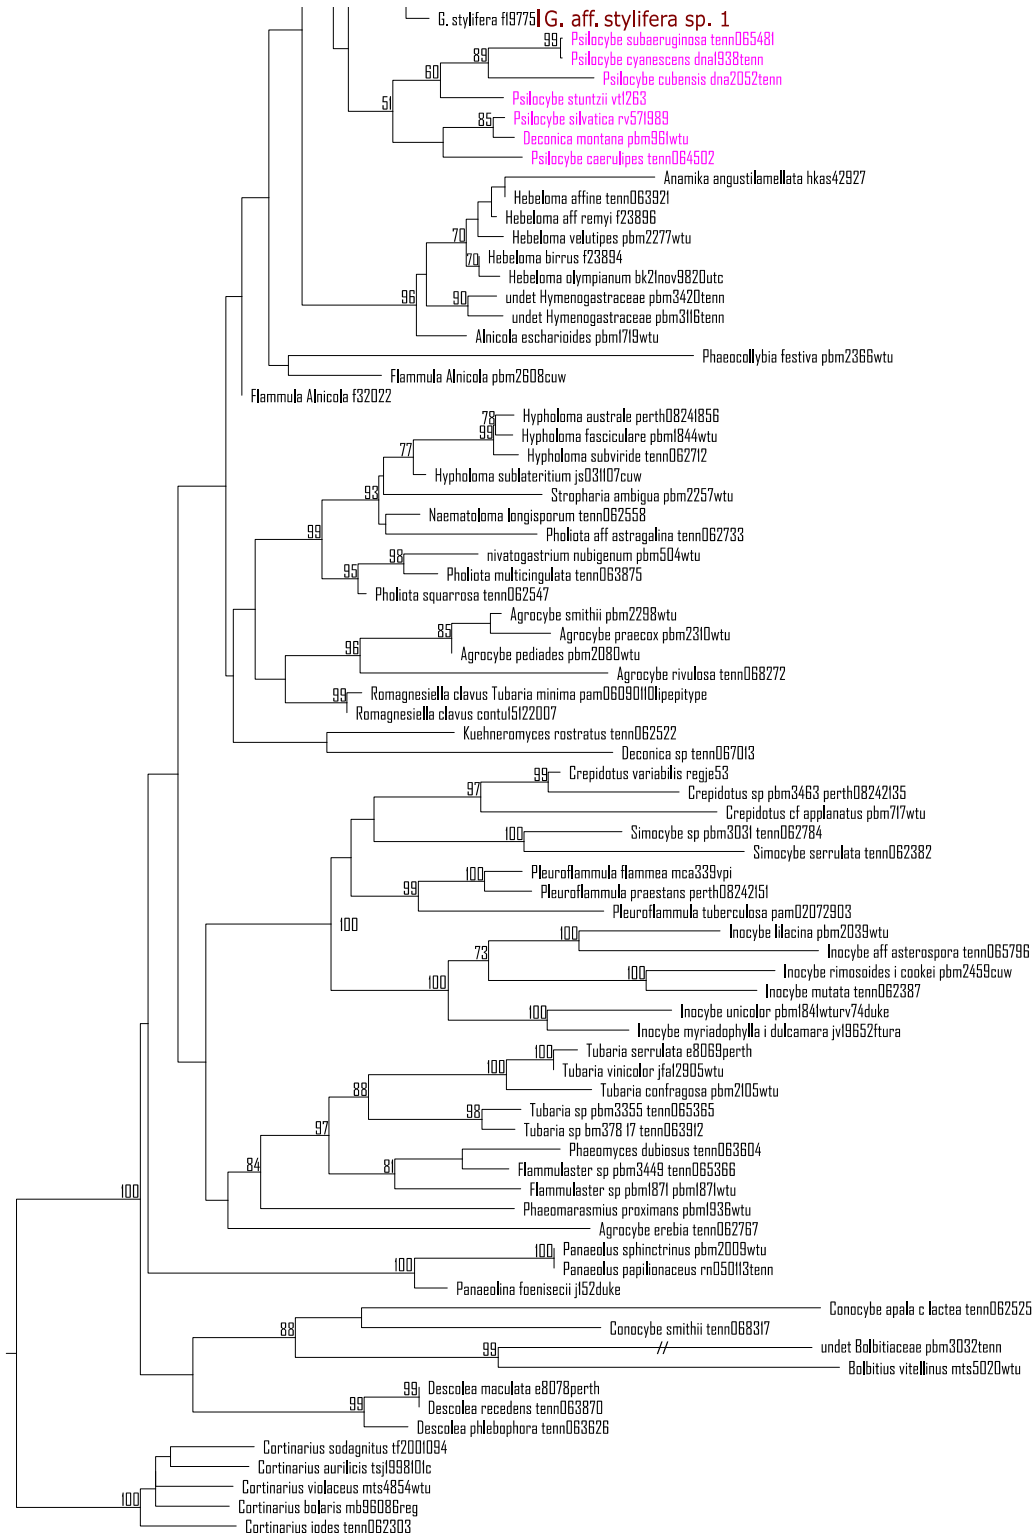 G. stylifera f19775 G. aff. stylifera sp. 1
99 Psilocybe subaeruginosa tenn065481
89 Psilocybe cyanescens dna1938tenn
60 Psilocybe cubensis dna2052tenn
51 Psilocybe stuntzii vt1263
85 Psilocybe silvatica rv571989
Deconica montana pbm961wtu
Psilocybe caerulipes tenn064502
Anamika angustilamellata hkas42927
Hebeloma affine tenn063921
Hebeloma aff remyi f23896
70 Hebeloma velutipes pbm2277wtu
70 Hebeloma birrus f23894
Hebeloma olympianum bk21nov9820utc
96 90 undet Hymenogastraceae pbm3420tenn
undet Hymenogastraceae pbm3116tenn
Alnicola escharioides pbm1719wtu
Phaeocollybia festiva pbm2366wtu
Flammula Alnicola pbm2608cuw
Flammula Alnicola f32022
78 Hypholoma australe perth08241856
99 Hypholoma fasciculare pbm1844wtu
77 Hypholoma subviride tenn062712
Hypholoma sublateritium js031107cuw
93 Stropharia ambigua pbm2257wtu
Naematoloma longisporum tenn062558
99 Pholiota aff astragalina tenn062733
98 nivatogastrium nubigenum pbm504wtu
95 Pholiota multicingulata tenn063875
Pholiota squarrosa tenn062547
Agrocybe smithii pbm2298wtu
85 Agrocybe praecox pbm2310wtu
96 Agrocybe pediades pbm2080wtu
Agrocybe rivulosa tenn068272
99 Romagnesiella clavus Tubaria minima pam06090110lipepitype
Romagnesiella clavus contu15122007
Kuehneromyces rostratus tenn062522
Deconica sp tenn067013
99 Crepidotus variabilis regje53
97 Crepidotus sp pbm3463 perth08242135
Crepidotus cf applanatus pbm717wtu
100 Simocybe sp pbm3031 tenn062784
Simocybe serrulata tenn062382
100 Pleuroflammula flammea mca339vpi
99 Pleuroflammula praestans perth08242151
Pleuroflammula tuberculosa pam02072903
100
100 Inocybe lilacina pbm2039wtu
73 Inocybe aff asterospora tenn065796
100 Inocybe rimosoides i cookei pbm2459cuw
100 Inocybe mutata tenn062387
100 Inocybe unicolor pbm1841wturv74duke
Inocybe myriadophylla i dulcamara jv19652ftura
100 Tubaria serrulata e8069perth
100 Tubaria vinicolor jfa12905wtu
88 Tubaria confragosa pbm2105wtu
98 Tubaria sp pbm3355 tenn065365
97 Tubaria sp bm378 17 tenn063912
Phaeomyces dubiosus tenn063604
84 81 Flammulaster sp pbm3449 tenn065366
Flammulaster sp pbm1871 pbm1871wtu
100 Phaeomarasmius proximans pbm1936wtu
Agrocybe erebia tenn062767
100 Panaeolus sphinctrinus pbm2009wtu
100 Panaeolus papilionaceus rn050113tenn
Panaeolina foenisecii j152duke
Conocybe apala c lactea tenn062525
88 Conocybe smithii tenn068317
99 // undet Bolbitiaceae pbm3032tenn
Bolbitius vitellinus mts5020wtu
99 Descolea maculata e8078perth
99 Descolea recedens tenn063870
Descolea phlebophora tenn063626
Cortinarius sodagnitus tf2001094
Cortinarius aurilicis tsj1998101c
Cortinarius violaceus mts4854wtu
100 Cortinarius bolaris mb96086reg
Cortinarius iodes tenn062303